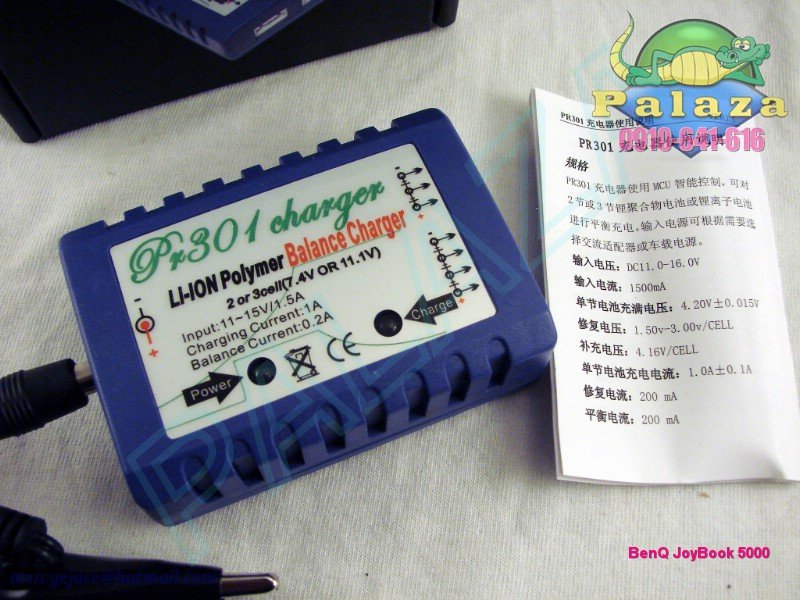 Palaza
0910-641-616
PR301 充电器使用说明
PR301 充电器使用说明
规格
PR301 充电器使用 MCU 智能控制，可对
2 节或 3 节锂聚合物电池或锂离子电池
进行平衡充电。输入电源可根据需要选
择交流适配器或车载电源。
输入电压：DC11.0-16.0V
输入电流：1500mA
单节电池充满电压：4.20V±0.015V
修复电压：1.50v-3.00v/CELL
补充电压：4.16V/CELL
单节电池充电电流：1.0A±0.1A
修复电流：200 mA
平衡电流：200 mA
Pr301 charger
LI-ION Polymer Balance Charger
2 or 3cell(7.4V OR 11.1V)
Input:11-15V/1.5A
Charging Current:1A
Balance Current:0.2A
CE
Charge
Power
BenQ JoyBook 5000